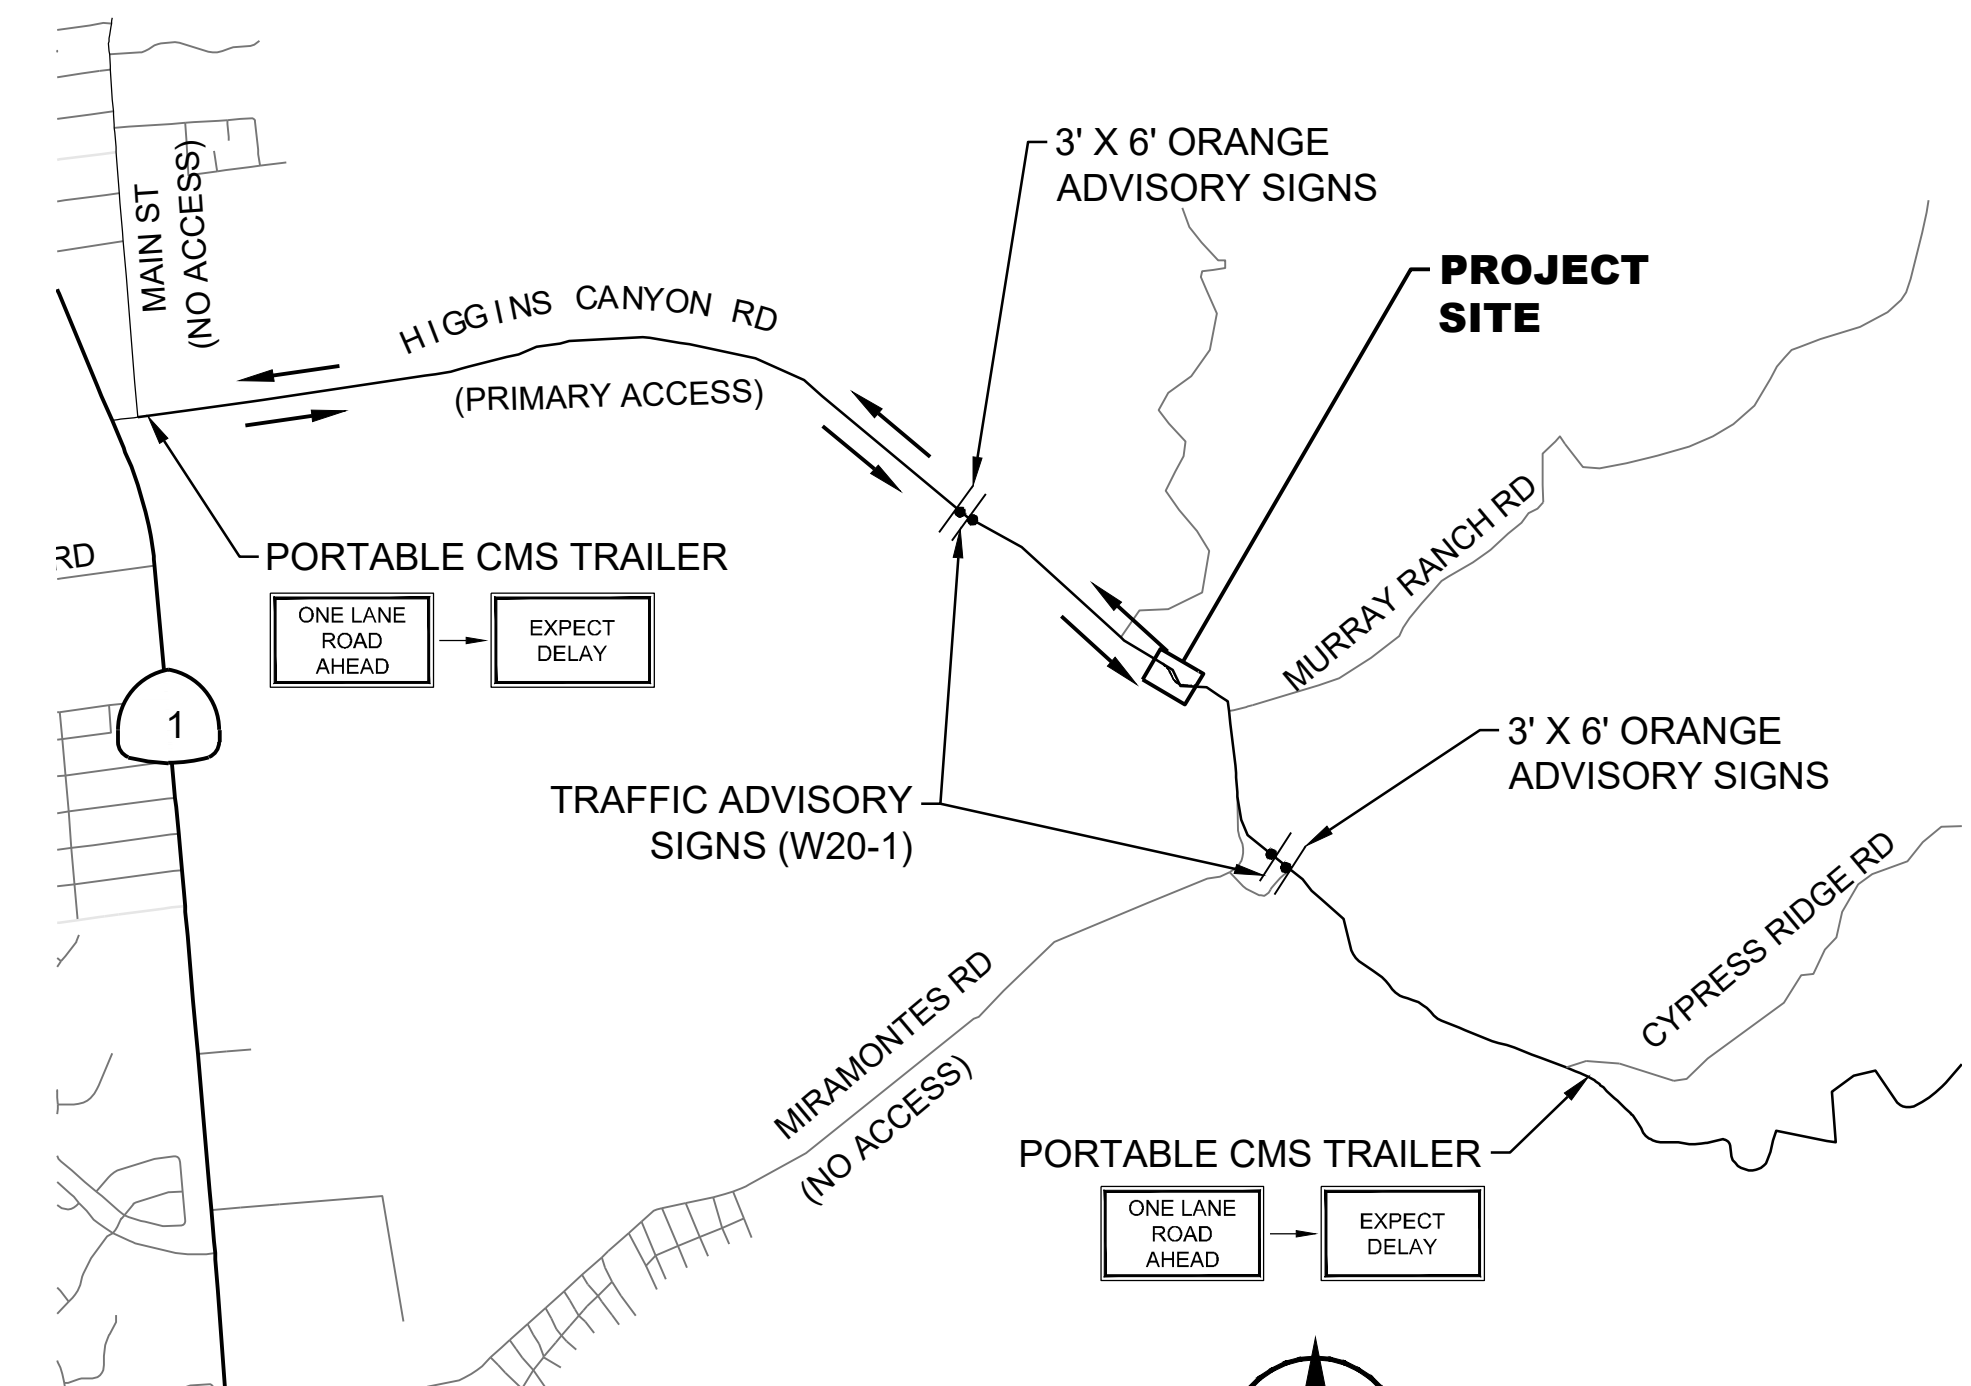 3' X 6' ORANGE
ADVISORY SIGNS
MAIN ST
(NO ACCESS)
PROJECT
SITE
HIGGINS CANYON RD
(PRIMARY ACCESS)
RD
PORTABLE CMS TRAILER
ONE LANE
ROAD
AHEAD
EXPECT
DELAY
MURRAY RANCH RD
1
3' X 6' ORANGE
ADVISORY SIGNS
TRAFFIC ADVISORY
SIGNS (W20-1)
CYPRESS RIDGE RD
MIRAMONTES RD
(NO ACCESS)
PORTABLE CMS TRAILER
ONE LANE
ROAD
AHEAD
EXPECT
DELAY